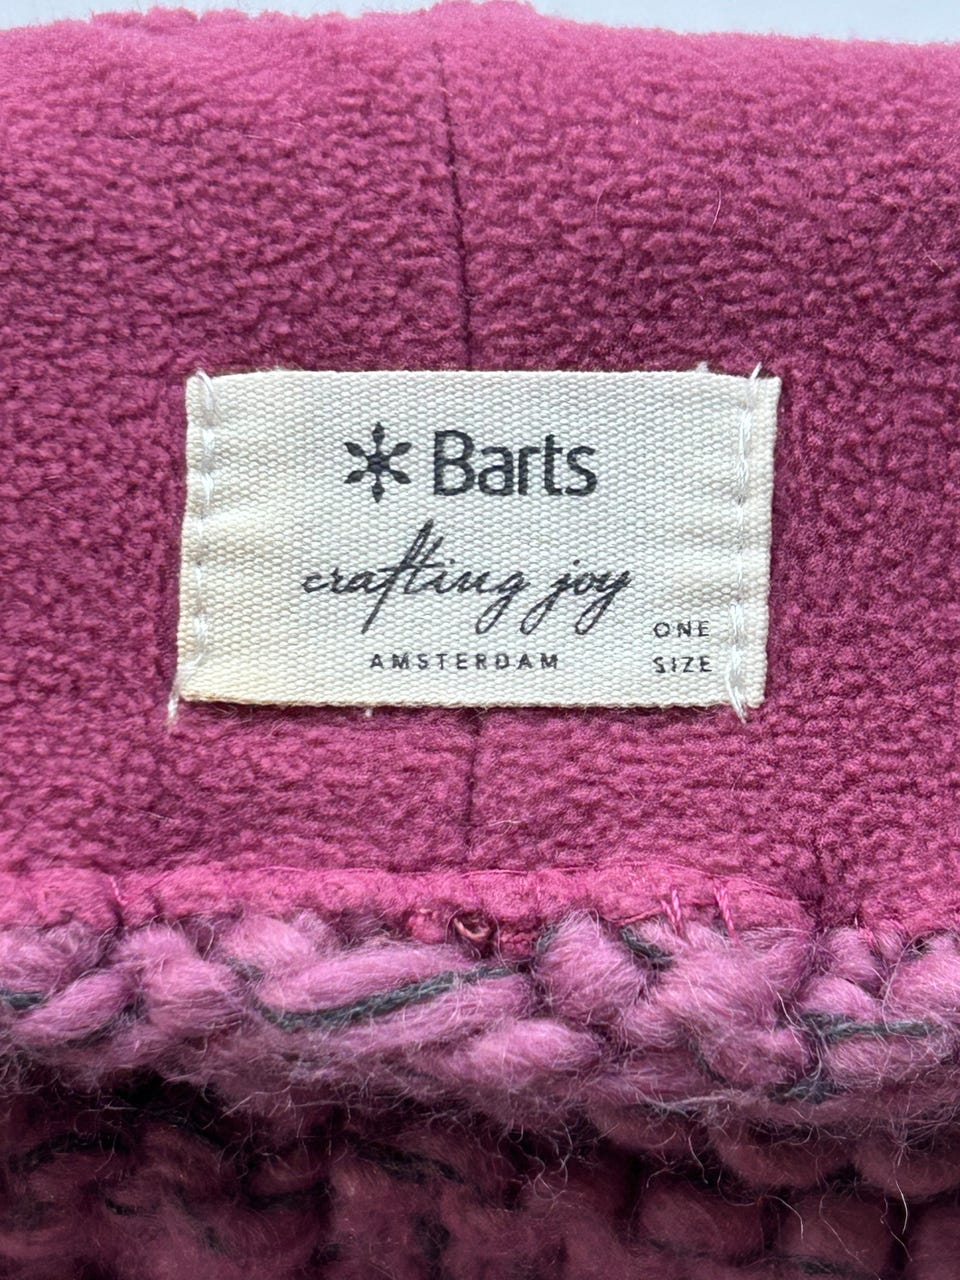 Barts
crafting joy
AMSTERDAM
ONE
SIZE